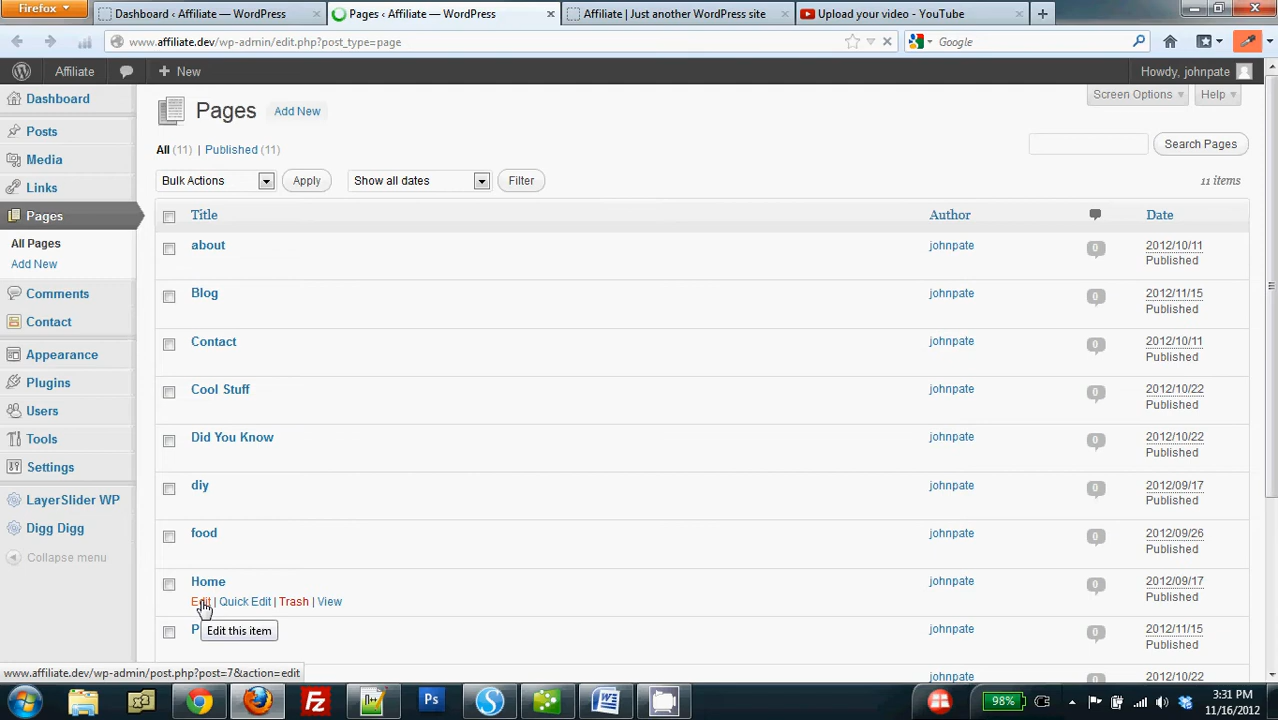 Firefox
Dashboard ‹ Affiliate — WordPress
Pages ‹ Affiliate — WordPress
Affiliate | Just another WordPress site
Upload your video - YouTube
www.affiliate.dev/wp-admin/edit.php?post_type=page
Google
Affiliate
New
Howdy, johnpate
Dashboard
Posts
Media
Links
Pages
All Pages
Add New
Comments
Contact
Appearance
Plugins
Users
Tools
Settings
LayerSlider WP
Digg Digg
Collapse menu
Screen Options
Help
Pages Add New
All (11) | Published (11)
Search Pages
Bulk Actions Apply Show all dates Filter
11 items
Title Author Date
about johnpate 0 2012/10/11
Published
Blog johnpate 0 2012/11/15
Published
Contact johnpate 0 2012/10/11
Published
Cool Stuff johnpate 0 2012/10/22
Published
Did You Know johnpate 0 2012/10/22
Published
diy johnpate 0 2012/09/17
Published
food johnpate 0 2012/09/26
Published
Home johnpate 0 2012/09/17
Edit | Quick Edit | Trash | View Published
Edit this item
johnpate 0 2012/11/15
Published
johnpate 2012/10/22
www.affiliate.dev/wp-admin/post.php?post=7&action=edit
98%
3:31 PM
11/16/2012